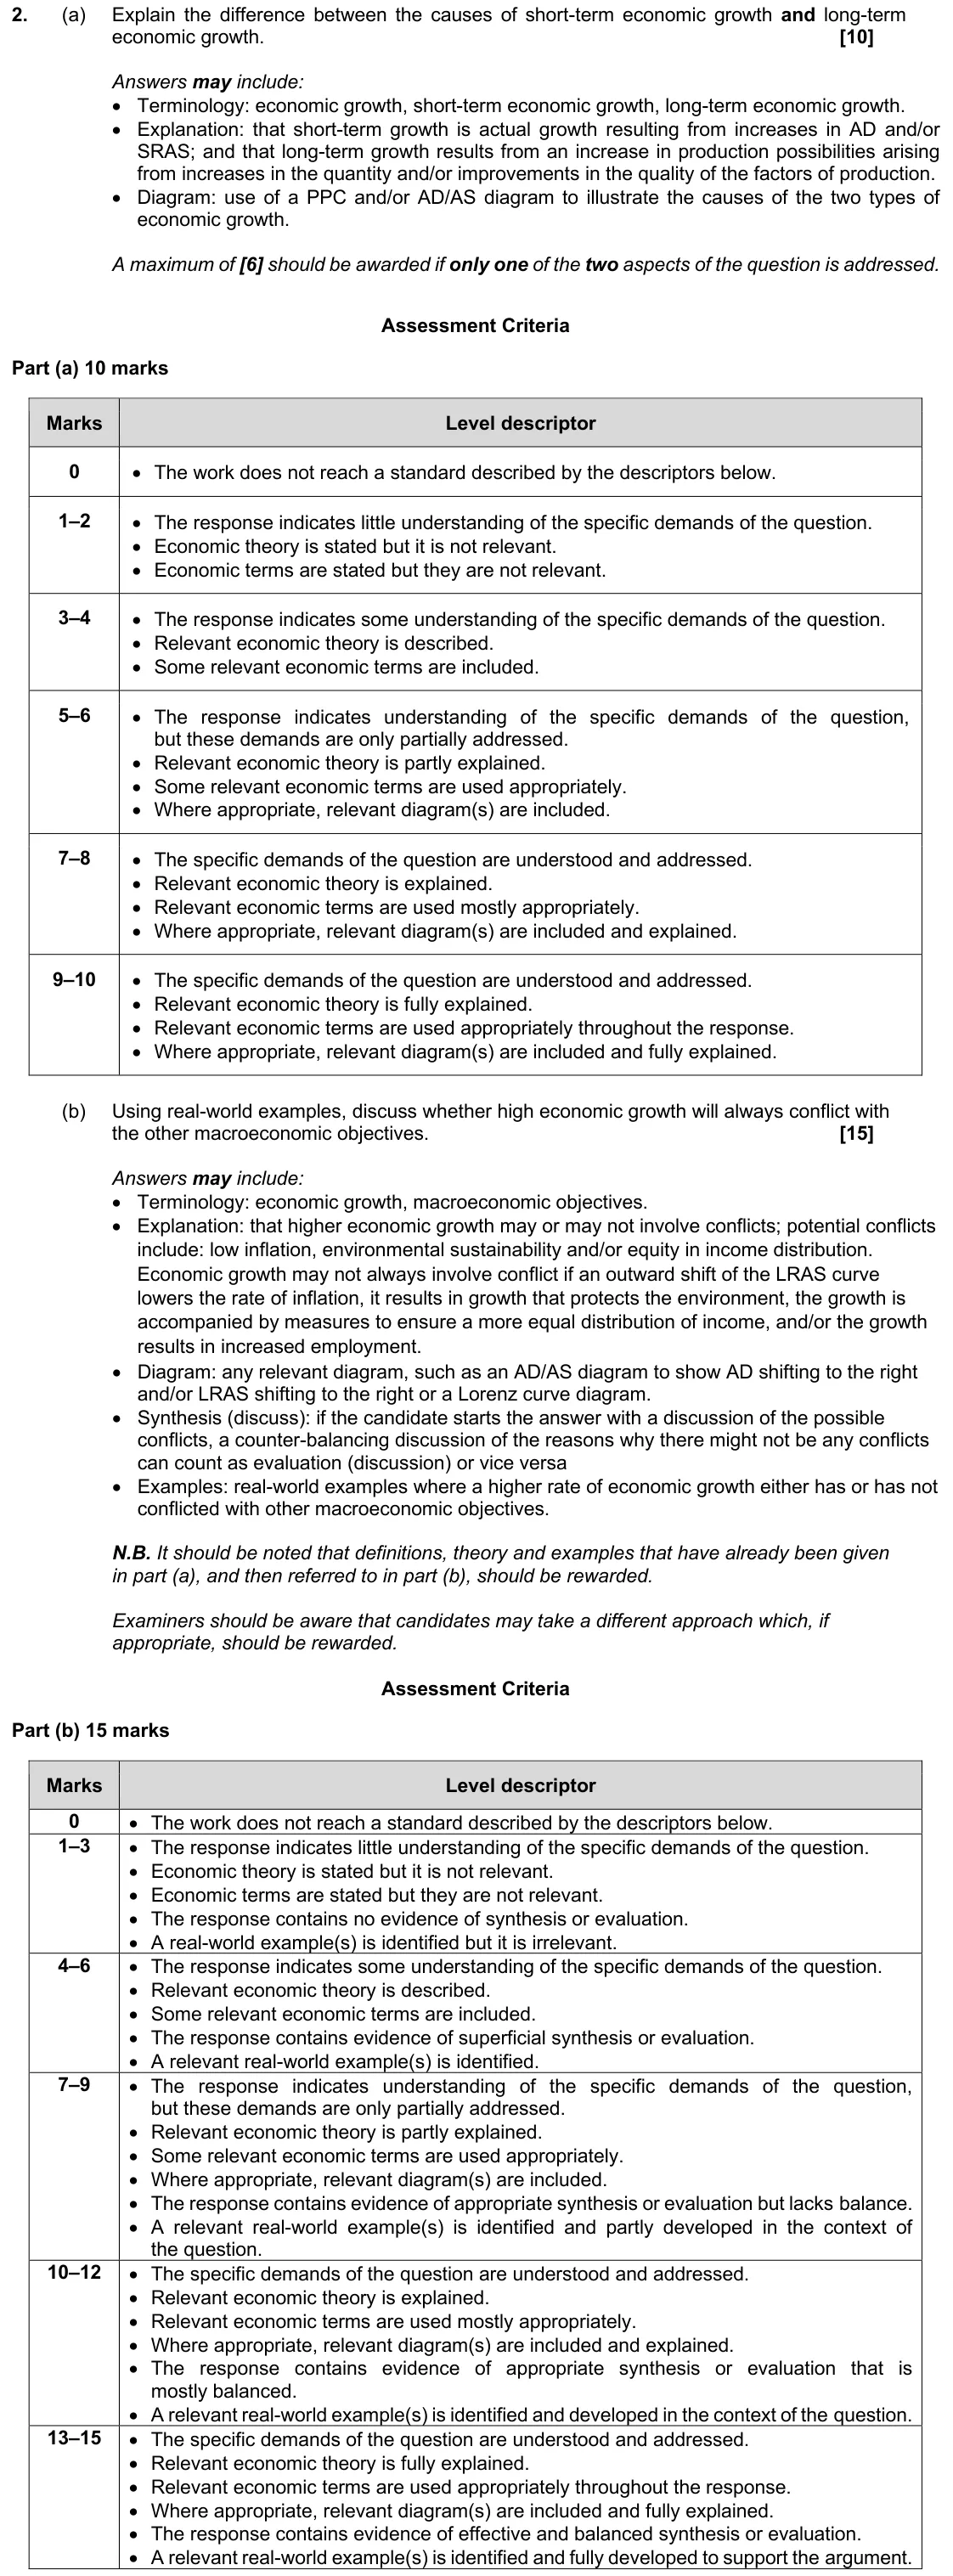 2. (a) Explain the difference between the causes of short-term economic growth and long-term
economic growth. [10]
Answers may include:
• Terminology: economic growth, short-term economic growth, long-term economic growth.
• Explanation: that short-term growth is actual growth resulting from increases in AD and/or
SRAS; and that long-term growth results from an increase in production possibilities arising
from increases in the quantity and/or improvements in the quality of the factors of production.
• Diagram: use of a PPC and/or AD/AS diagram to illustrate the causes of the two types of
economic growth.
A maximum of [6] should be awarded if only one of the two aspects of the question is addressed.
Assessment Criteria
Part (a) 10 marks
Marks Level descriptor
0 • The work does not reach a standard described by the descriptors below.
1–2 • The response indicates little understanding of the specific demands of the question.
• Economic theory is stated but it is not relevant.
• Economic terms are stated but they are not relevant.
3–4 • The response indicates some understanding of the specific demands of the question.
• Relevant economic theory is described.
• Some relevant economic terms are included.
5–6 • The response indicates understanding of the specific demands of the question,
but these demands are only partially addressed.
• Relevant economic theory is partly explained.
• Some relevant economic terms are used appropriately.
• Where appropriate, relevant diagram(s) are included.
7–8 • The specific demands of the question are understood and addressed.
• Relevant economic theory is explained.
• Relevant economic terms are used mostly appropriately.
• Where appropriate, relevant diagram(s) are included and explained.
9–10 • The specific demands of the question are understood and addressed.
• Relevant economic theory is fully explained.
• Relevant economic terms are used appropriately throughout the response.
• Where appropriate, relevant diagram(s) are included and fully explained.
(b) Using real-world examples, discuss whether high economic growth will always conflict with
the other macroeconomic objectives. [15]
Answers may include:
• Terminology: economic growth, macroeconomic objectives.
• Explanation: that higher economic growth may or may not involve conflicts; potential conflicts
include: low inflation, environmental sustainability and/or equity in income distribution.
Economic growth may not always involve conflict if an outward shift of the LRAS curve
lowers the rate of inflation, it results in growth that protects the environment, the growth is
accompanied by measures to ensure a more equal distribution of income, and/or the growth
results in increased employment.
• Diagram: any relevant diagram, such as an AD/AS diagram to show AD shifting to the right
and/or LRAS shifting to the right or a Lorenz curve diagram.
• Synthesis (discuss): if the candidate starts the answer with a discussion of the possible
conflicts, a counter-balancing discussion of the reasons why there might not be any conflicts
can count as evaluation (discussion) or vice versa
• Examples: real-world examples where a higher rate of economic growth either has or has not
conflicted with other macroeconomic objectives.
N.B. It should be noted that definitions, theory and examples that have already been given
in part (a), and then referred to in part (b), should be rewarded.
Examiners should be aware that candidates may take a different approach which, if
appropriate, should be rewarded.
Assessment Criteria
Part (b) 15 marks
Marks Level descriptor
0 • The work does not reach a standard described by the descriptors below.
1–3 • The response indicates little understanding of the specific demands of the question.
• Economic theory is stated but it is not relevant.
• Economic terms are stated but they are not relevant.
• The response contains no evidence of synthesis or evaluation.
• A real-world example(s) is identified but it is irrelevant.
4–6 • The response indicates some understanding of the specific demands of the question.
• Relevant economic theory is described.
• Some relevant economic terms are included.
• The response contains evidence of superficial synthesis or evaluation.
• A relevant real-world example(s) is identified.
7–9 • The response indicates understanding of the specific demands of the question,
but these demands are only partially addressed.
• Relevant economic theory is partly explained.
• Some relevant economic terms are used appropriately.
• Where appropriate, relevant diagram(s) are included.
• The response contains evidence of appropriate synthesis or evaluation but lacks balance.
• A relevant real-world example(s) is identified and partly developed in the context of
the question.
10–12 • The specific demands of the question are understood and addressed.
• Relevant economic theory is explained.
• Relevant economic terms are used mostly appropriately.
• Where appropriate, relevant diagram(s) are included and explained.
• The response contains evidence of appropriate synthesis or evaluation that is
mostly balanced.
• A relevant real-world example(s) is identified and developed in the context of the question.
13–15 • The specific demands of the question are understood and addressed.
• Relevant economic theory is fully explained.
• Relevant economic terms are used appropriately throughout the response.
• Where appropriate, relevant diagram(s) are included and fully explained.
• The response contains evidence of effective and balanced synthesis or evaluation.
• A relevant real-world example(s) is identified and fully developed to support the argument.